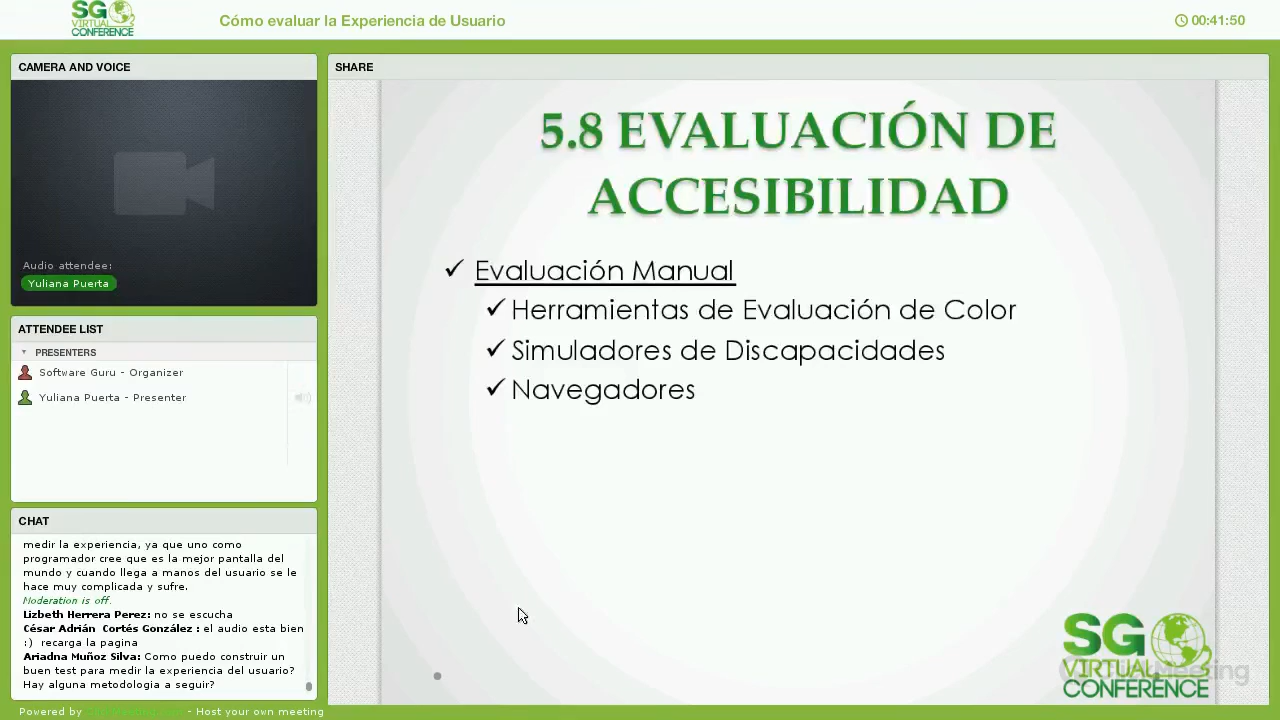 SG
VIRTUAL
CONFERENCE
Cómo evaluar la Experiencia de Usuario
00:41:50
CAMERA AND VOICE
Audio attendee:
Yuliana Puerta
ATTENDEE LIST
PRESENTERS
Software Guru - Organizer
Yuliana Puerta - Presenter
CHAT
medir la experiencia, ya que uno como
programador cree que es la mejor pantalla del
mundo y cuando llega a manos del usuario se le
hace muy complicada y sufre.
Moderation is off.
Lizbeth Herrera Perez: no se escucha
César Adrián Cortés González : el audio esta bien
:) recarga la pagina
Ariadna Muñoz Silva: Como puedo construir un
buen test para medir la experiencia del usuario?
Hay alguna metodologia a seguir?
Powered by - Host your own meeting
SHARE
5.8 EVALUACIÓN DE
ACCESIBILIDAD
✓ Evaluación Manual
✓ Herramientas de Evaluación de Color
✓ Simuladores de Discapacidades
✓ Navegadores
SG
VIRTUAL
CONFERENCE